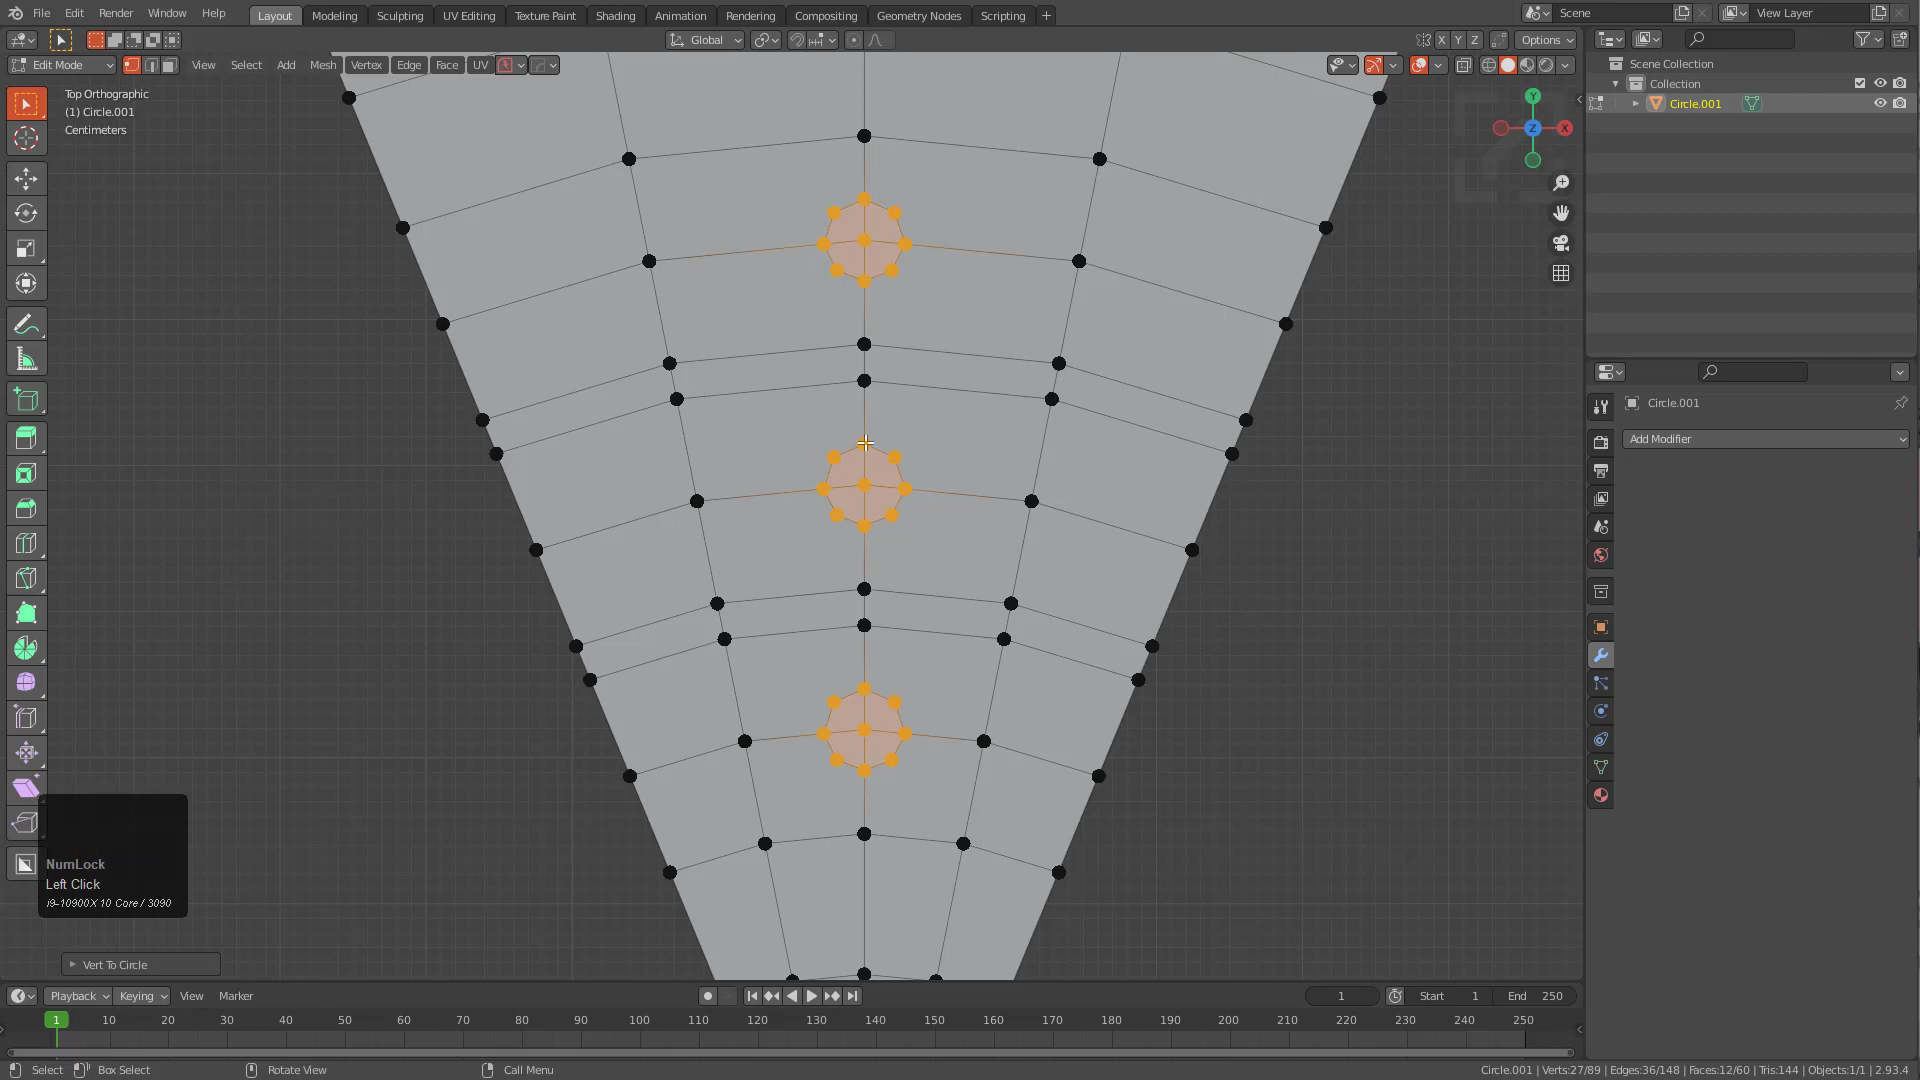 File Edit Render Window Help Layout Modeling Sculpting UV Editing Texture Paint Shading Animation Rendering Compositing Geometry Nodes Scripting + Scene View Layer
Global X Y Z Options
Edit Mode View Select Add Mesh Vertex Edge Face UV
Scene Collection
Collection
Circle.001
Top Orthographic
(1) Circle.001
Centimeters
Y
Z
X
Circle.001
Add Modifier
NumLock
Left Click
i9-10900X 10 Core / 3090
Vert To Circle
Playback Keying View Marker 1 Start 1 End 250
1 10 20 30 40 50 60 70 80 90 100 110 120 130 140 150 160 170 180 190 200 210 220 230 240 250
Select Box Select Rotate View Call Menu Circle.001 | Verts:27/89 | Edges:36/148 | Faces:12/60 | Tris:144 | Objects:1/1 | 2.93.4